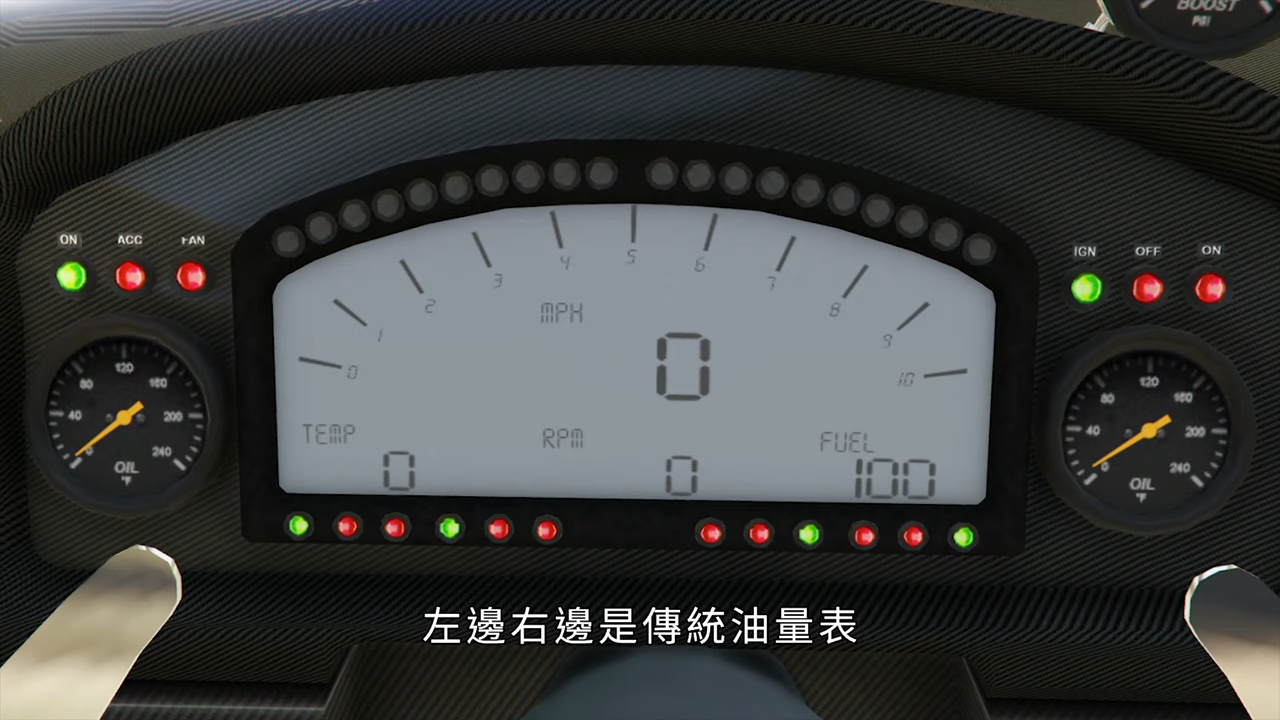 BOOST
PSI
ON ACC FAN
IGN OFF ON
0 1 2 3 4 5 6 7 8 9 10
MPH
0
TEMP
0
RPM
0
FUEL
100
0 40 80 120 160 200 240
OIL
°F
0 40 80 120 160 200 240
OIL
°F
左邊右邊是傳統油量表